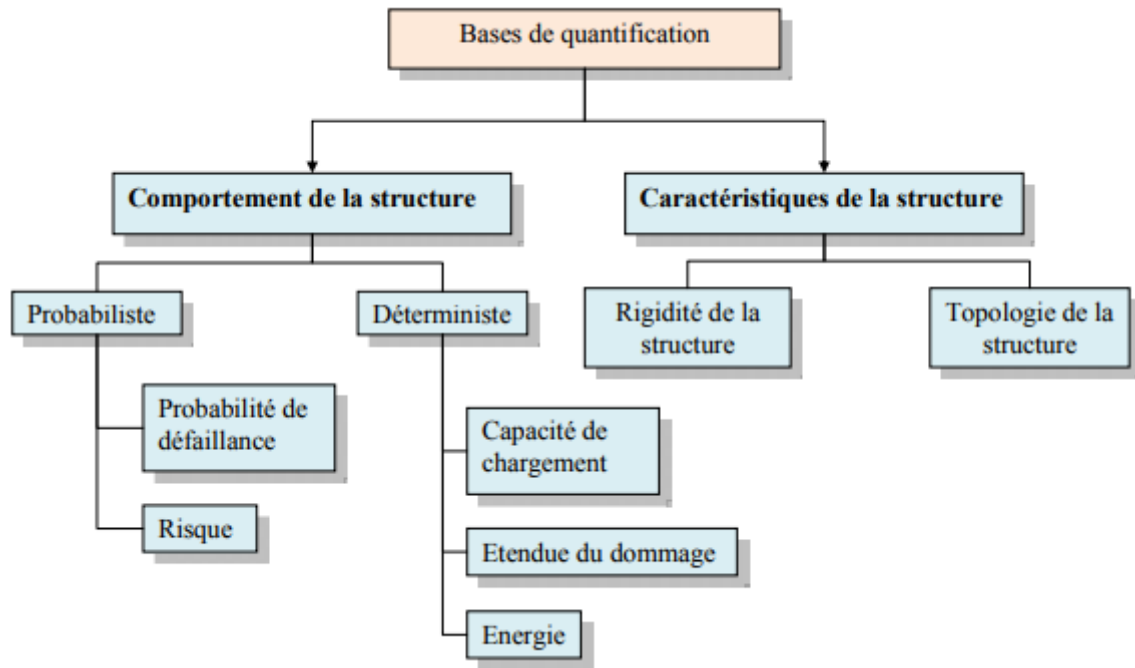 Bases de quantification
Comportement de la structure
Caractéristiques de la structure
Probabiliste
Déterministe
Rigidité de la
structure
Topologie de la
structure
Probabilité de
défaillance
Capacité de
chargement
Risque
Etendue du dommage
Energie